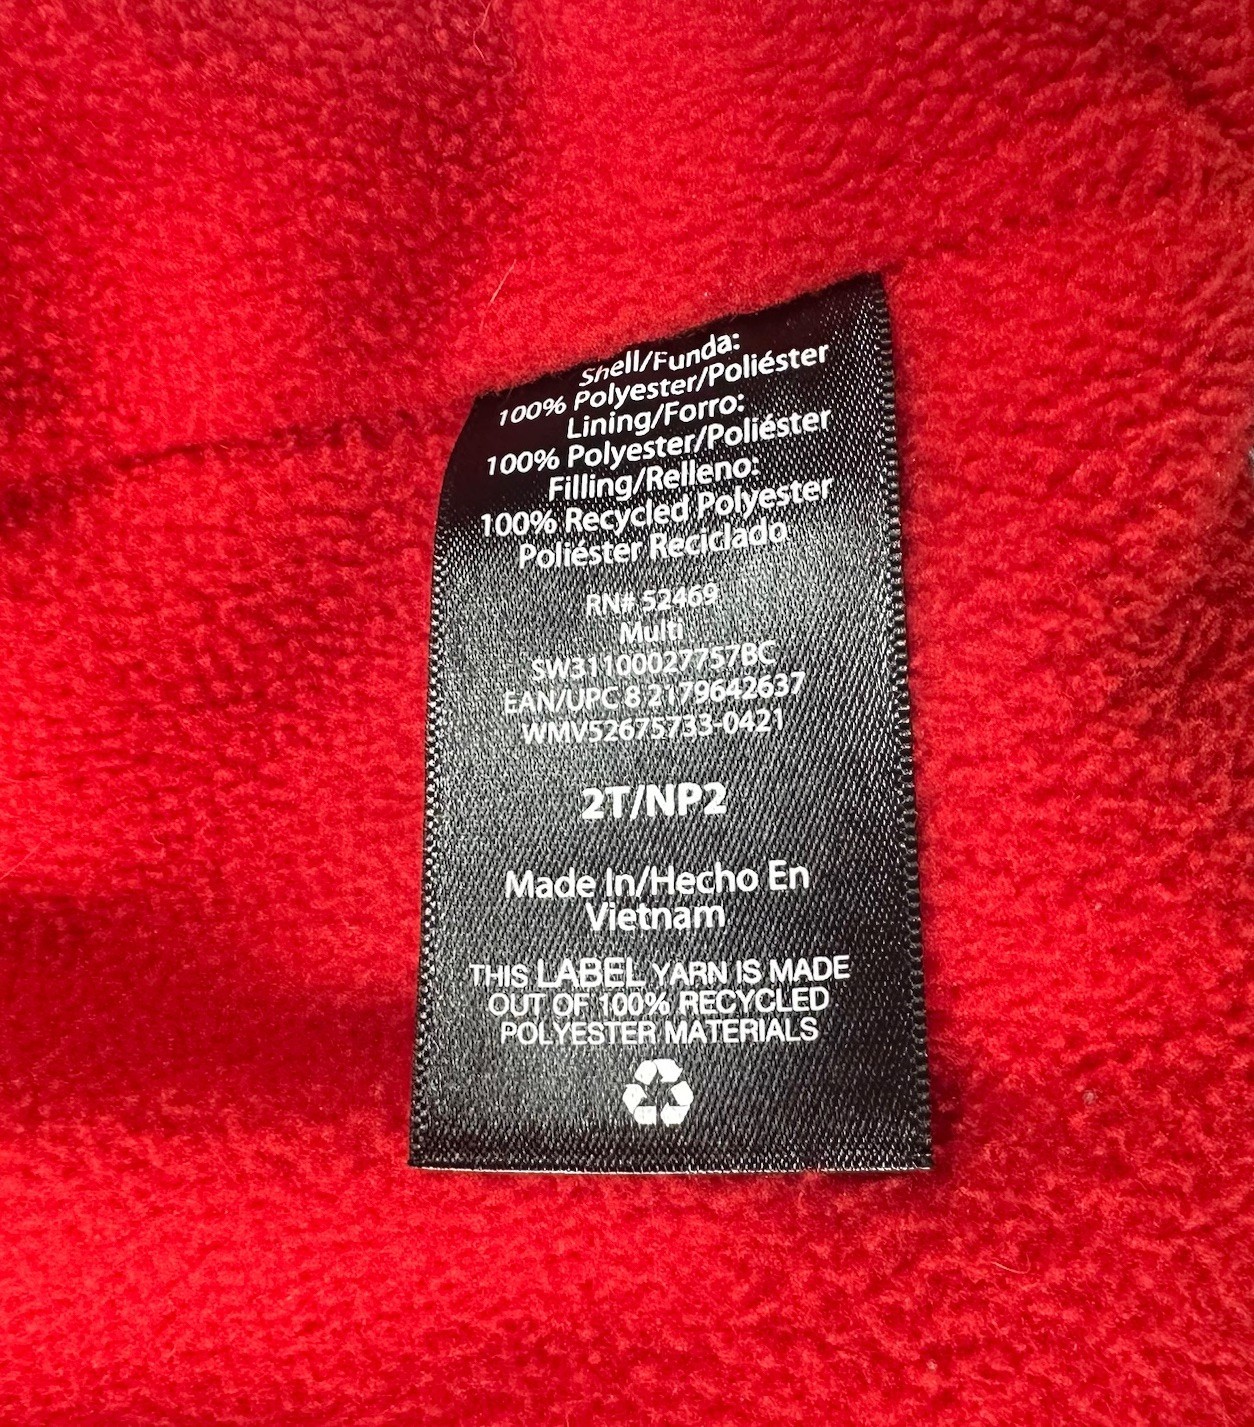 Shell/Funda:
100% Polyester/Poliéster
Lining/Forro:
100% Polyester/Poliéster
Filling/Relleno:
100% Recycled Polyester
Poliéster Reciclado
RN# 52469
Multi
SW31100027757BC
EAN/UPC 8 2179642637
WMV52675733-0421
2T/NP2
Made In/Hecho En
Vietnam
THIS LABEL YARN IS MADE
OUT OF 100% RECYCLED
POLYESTER MATERIALS